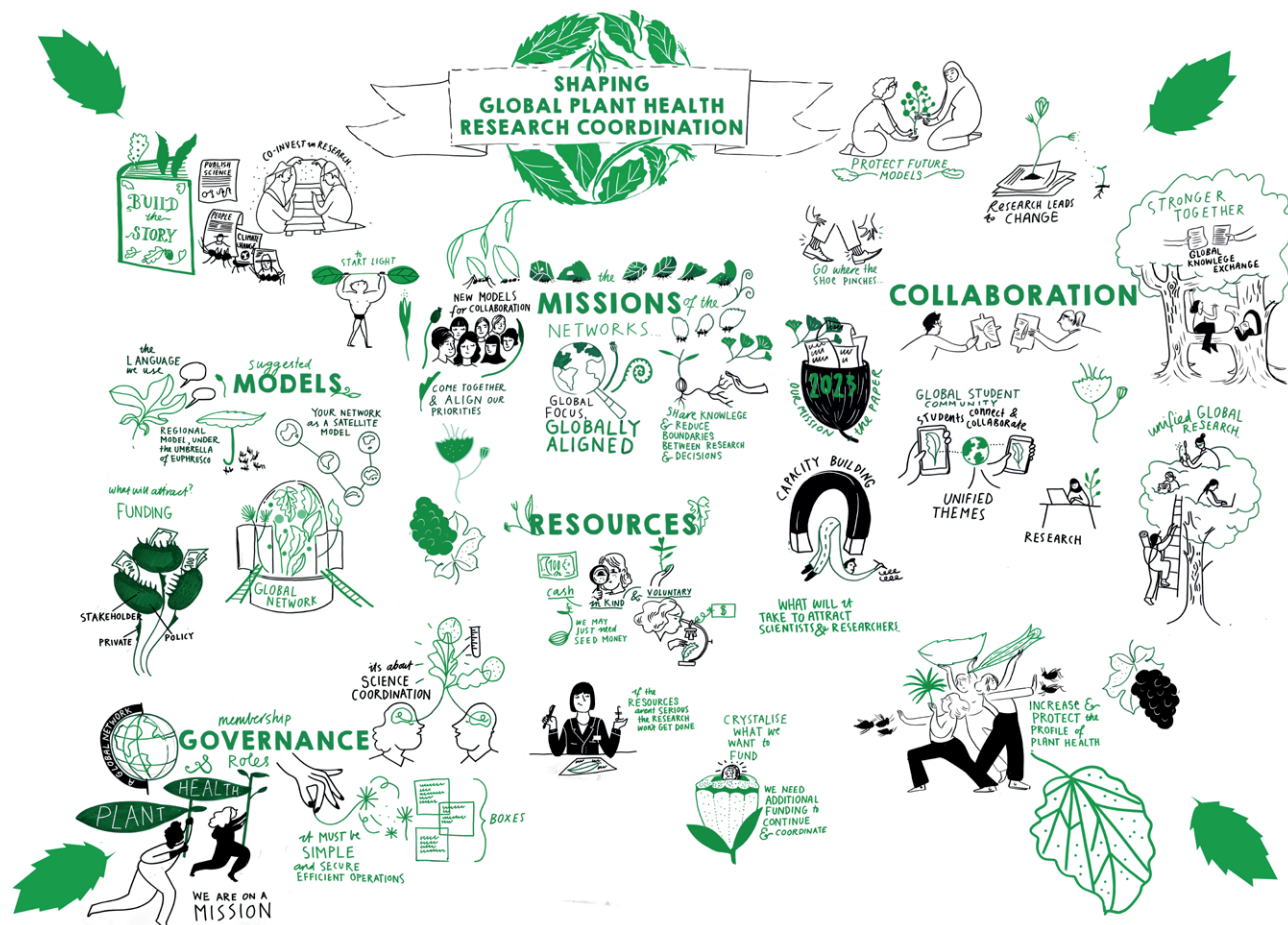 SHAPING
GLOBAL PLANT HEALTH
RESEARCH COORDINATION
BUILD
the
STORY
PUBLISH
SCIENCE
PEOPLE
CLIMATE
CHANGE
CO-INVEST in RESEARCH
to
START LIGHT
PROTECT FUTURE
MODELS
RESEARCH LEADS
to CHANGE
GO WHERE the
SHOE PINCHES...
STRONGER
TOGETHER
GLOBAL
KNOWLEGE
EXCHANGE
the
MISSIONS of the
NETWORKS...
NEW MODELS
for COLLABORATION
COME TOGETHER
& ALIGN OUR
PRIORITIES
GLOBAL
FOCUS,
GLOBALLY
ALIGNED
SHARE KNOWLEGE
& REDUCE
BOUNDARIES
BETWEEN RESEARCH
& DECISIONS
2023
OUR MISSION
the PAPER
COLLABORATION
GLOBAL STUDENT
COMMUNITY
STUDENTS CONNECT &
COLLABORATE
UNIFIED
THEMES
RESEARCH
unified GLOBAL
RESEARCH
suggested
MODELS
the
LANGUAGE
we USE
REGIONAL
MODEL, UNDER
the UMBRELLA
of EUPHRESCO
YOUR NETWORK
as A SATELLITE
MODEL
what will attract?
FUNDING
STAKEHOLDER
PRIVATE
POLICY
GLOBAL
NETWORK
RESOURCES
100€
cash
in KIND
& VOLUNTARY
$
WE MAY
JUST need
SEED MONEY
if the
RESOURCES
arent SERIOUS
the RESEARCH
WON'T GET DONE
CAPACITY BUILDING
WHAT WILL it
TAKE TO ATTRACT
SCIENTISTS & RESEARCHERS
CRYSTALISE
WHAT WE
WANT to
FUND
WE NEED
ADDITIONAL
FUNDING to
CONTINUE
& COORDINATE
INCREASE &
PROTECT the
PROFILE of
PLANT HEALTH
its about
SCIENCE
COORDINATION
membership
GOVERNANCE
& Roles
A GLOBAL NETWORK
PLANT
HEALTH
WE ARE ON A
MISSION
it MUST be
SIMPLE
and SECURE
EFFICIENT OPERATIONS
BOXES